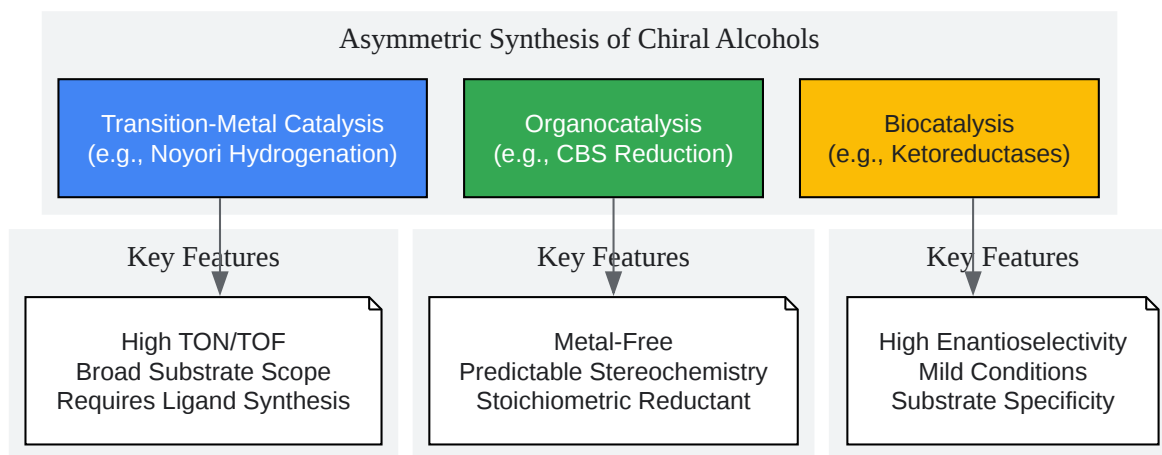 Asymmetric Synthesis of Chiral Alcohols
Transition-Metal Catalysis
(e.g., Noyori Hydrogenation)
Organocatalysis
(e.g., CBS Reduction)
Biocatalysis
(e.g., Ketoreductases)
Key Features
High TON/TOF
Broad Substrate Scope
Requires Ligand Synthesis
Key Features
Metal-Free
Predictable Stereochemistry
Stoichiometric Reductant
Key Features
High Enantioselectivity
Mild Conditions
Substrate Specificity